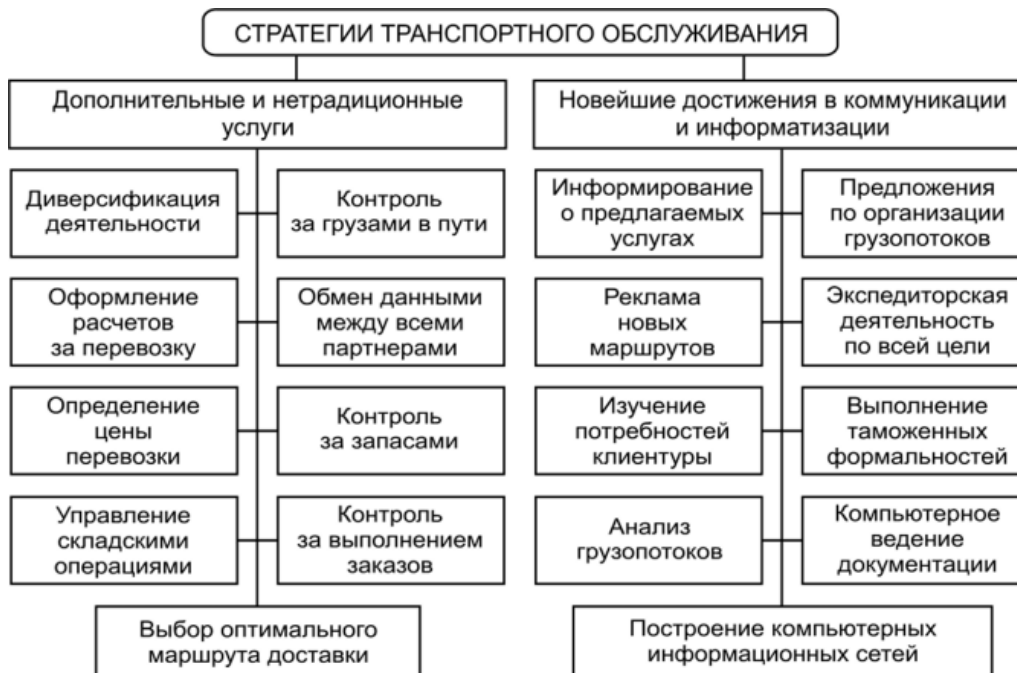 СТРАТЕГИИ ТРАНСПОРТНОГО ОБСЛУЖИВАНИЯ
Дополнительные и нетрадиционные
услуги
Новейшие достижения в коммуникации
и информатизации
Диверсификация
деятельности
Контроль
за грузами в пути
Информирование
о предлагаемых
услугах
Предложения
по организации
грузопотоков
Оформление
расчетов
за перевозку
Обмен данными
между всеми
партнерами
Реклама
новых
маршрутов
Экспедиторская
деятельность
по всей цели
Определение
цены
перевозки
Контроль
за запасами
Изучение
потребностей
клиентуры
Выполнение
таможенных
формальностей
Управление
складскими
операциями
Контроль
за выполнением
заказов
Анализ
грузопотоков
Компьютерное
ведение
документации
Выбор оптимального
маршрута доставки
Построение компьютерных
информационных сетей